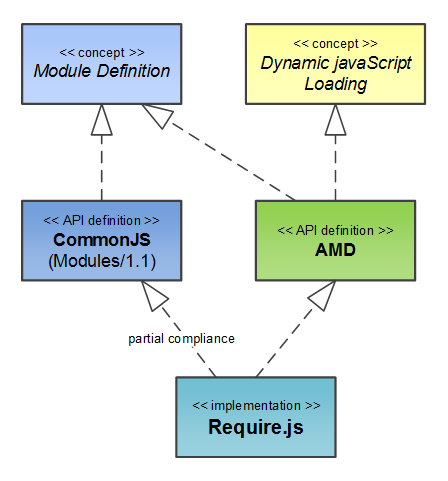 << concept >>
Module Definition
<< concept >>
Dynamic javaScript
Loading
<< API definition >>
CommonJS
(Modules/1.1)
<< API definition >>
AMD
partial compliance
<< implementation >>
Require.js